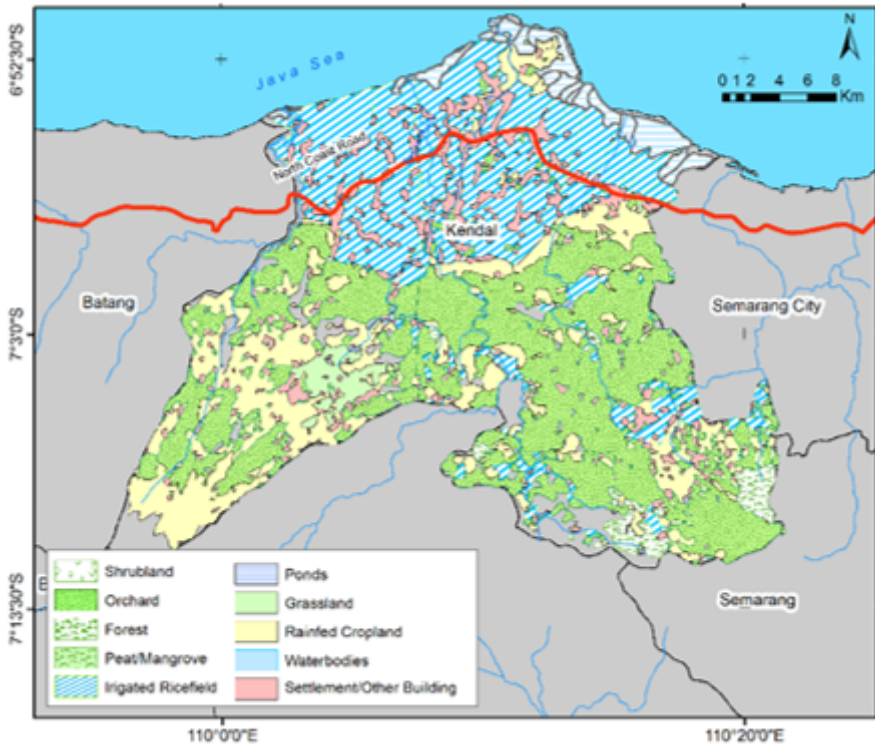 N
6°52'30"S
Java Sea
0 1 2 4 6 8
Km
North Coast Road
Kendal
Batang
Semarang City
7°3'0"S
Shrubland
Orchard
Forest
Peat/Mangrove
Irigated Ricefield
Ponds
Grassland
Rainfed Cropland
Waterbodies
Settlement/Other Building
Semarang
7°13'30"S
110°0'0"E
110°20'0"E